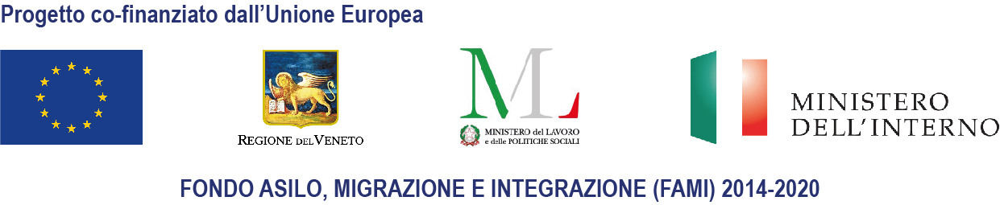 Progetto co-finanziato dall'Unione Europea
REGIONE DEL VENETO
ML
MINISTERO del LAVORO
e delle POLITICHE SOCIALI
MINISTERO
DELL'INTERNO
FONDO ASILO, MIGRAZIONE E INTEGRAZIONE (FAMI) 2014-2020